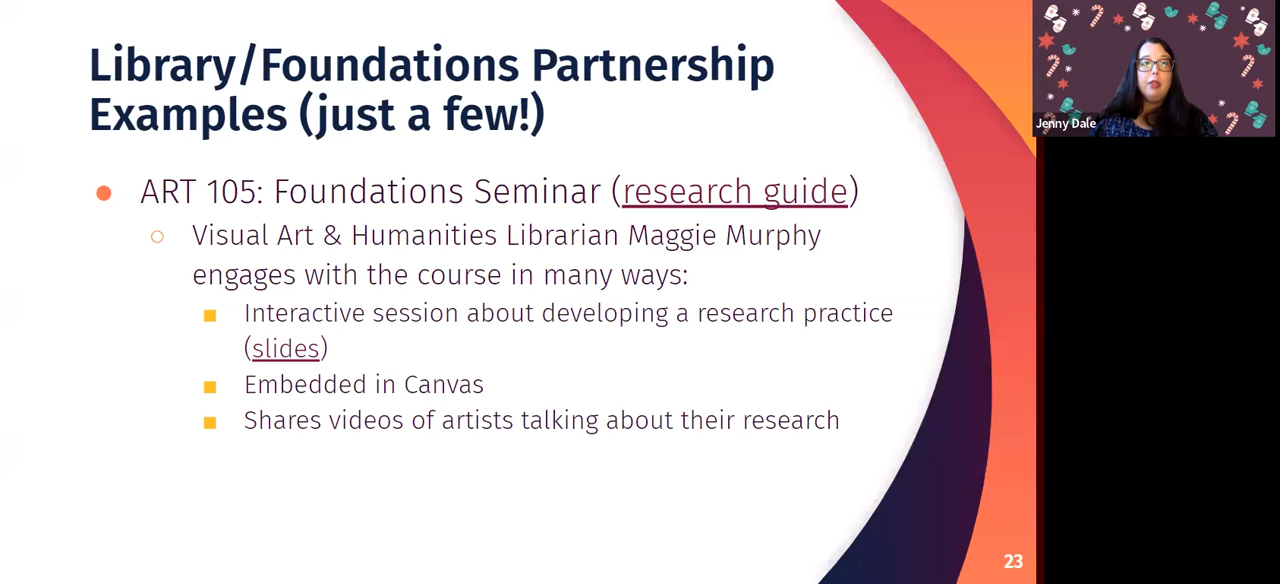 Library/Foundations Partnership
Examples (just a few!)
ART 105: Foundations Seminar (research guide)
Visual Art & Humanities Librarian Maggie Murphy
engages with the course in many ways:
Interactive session about developing a research practice
(slides)
Embedded in Canvas
Shares videos of artists talking about their research
23
Jenny Dale